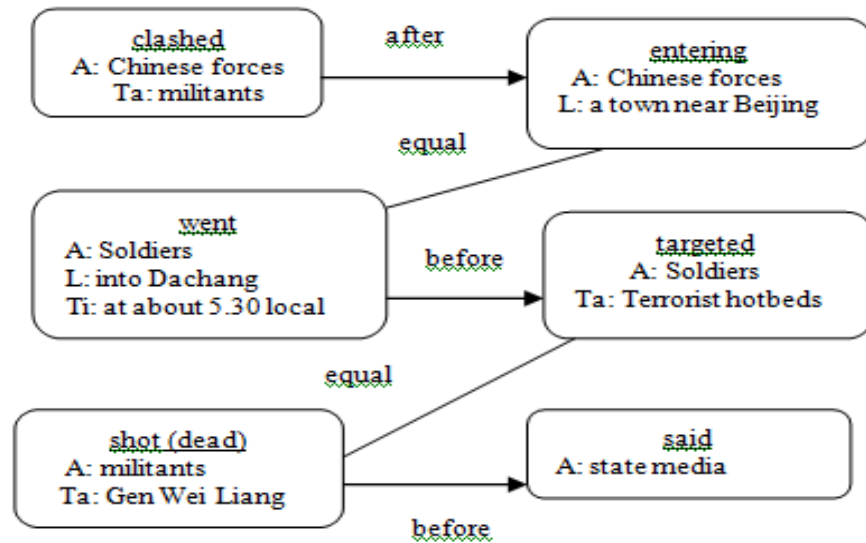 clashed
A: Chinese forces
Ta: militants
after
entering
A: Chinese forces
L: a town near Beijing
equal
went
A: Soldiers
L: into Dachang
Ti: at about 5.30 local
before
targeted
A: Soldiers
Ta: Terrorist hotbeds
equal
shot (dead)
A: militants
Ta: Gen Wei Liang
before
said
A: state media